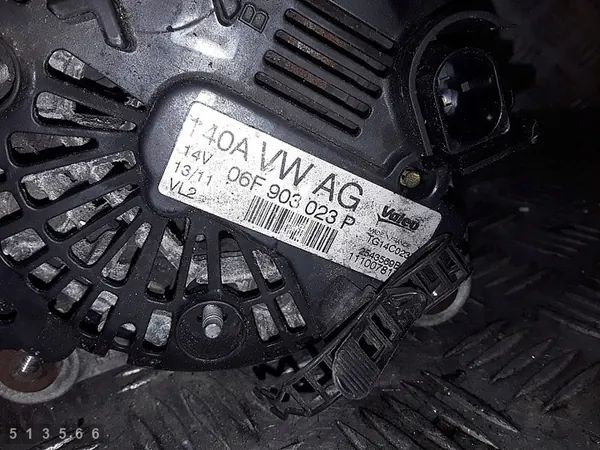 B
140A VW AG
14V 06F 903 023 P
13/11
VL2
Valeo
TG14C023
11100781
513566